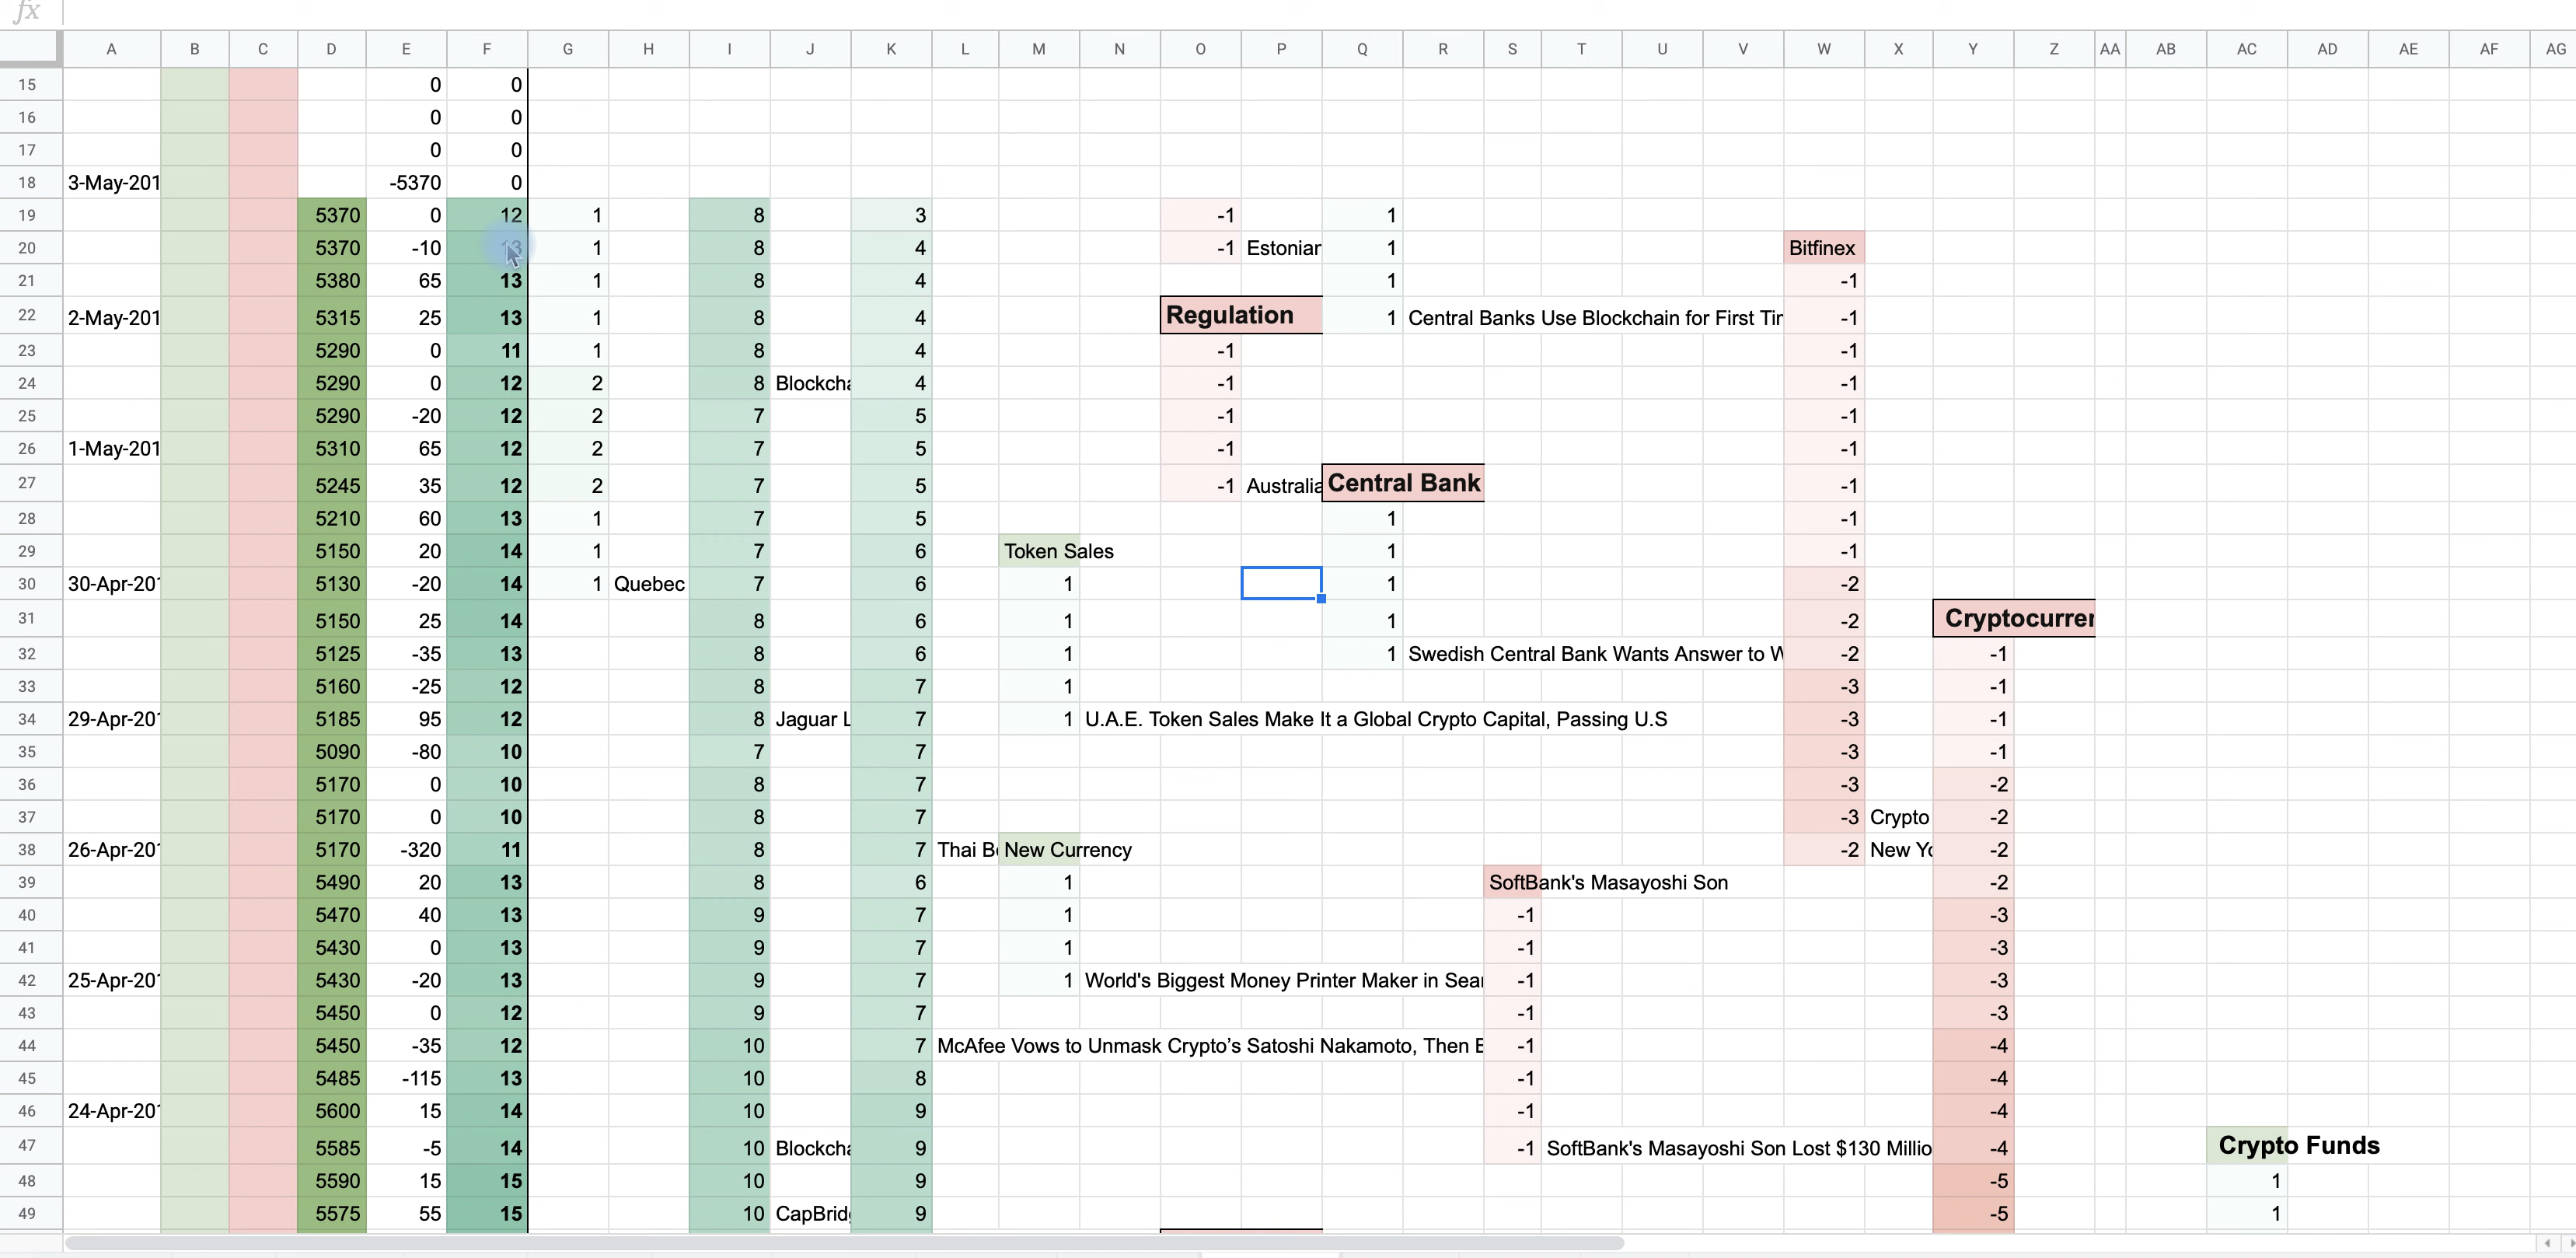 fx
A B C D E F G H I J K L M N O P Q R S T U V W X Y Z AA AB AC AD AE AF AG
15 0 0
16 0 0
17 0 0
18 3-May-201 -5370 0
19 5370 0 12 1 8 3 -1 1
20 5370 -10 13 1 8 4 -1 Estonian 1 Bitfinex
21 5380 65 13 1 8 4 1 -1
22 2-May-201 5315 25 13 1 8 4 Regulation 1 Central Banks Use Blockchain for First Tim -1
23 5290 0 11 1 8 4 -1 -1
24 5290 0 12 2 8 Blockcha 4 -1 -1
25 5290 -20 12 2 7 5 -1 -1
26 1-May-201 5310 65 12 2 7 5 -1 -1
27 5245 35 12 2 7 5 -1 Australia Central Bank -1
28 5210 60 13 1 7 5 1 -1
29 5150 20 14 1 7 6 Token Sales 1 -1
30 30-Apr-201 5130 -20 14 1 Quebec 7 6 1 1 -2
31 5150 25 14 8 6 1 1 -2 Cryptocurren
32 5125 -35 13 8 6 1 1 Swedish Central Bank Wants Answer to W -2 -1
33 5160 -25 12 8 7 1 -3 -1
34 29-Apr-201 5185 95 12 8 Jaguar L 7 1 U.A.E. Token Sales Make It a Global Crypto Capital, Passing U.S -3 -1
35 5090 -80 10 7 7 -3 -1
36 5170 0 10 8 7 -3 -2
37 5170 0 10 8 7 -3 Crypto -2
38 26-Apr-201 5170 -320 11 8 7 Thai Be New Currency -2 New Yo -2
39 5490 20 13 8 6 1 SoftBank's Masayoshi Son -2
40 5470 40 13 9 7 1 -1 -3
41 5430 0 13 9 7 1 -1 -3
42 25-Apr-201 5430 -20 13 9 7 1 World's Biggest Money Printer Maker in Sear -1 -3
43 5450 0 12 9 7 -1 -3
44 5450 -35 12 10 7 McAfee Vows to Unmask Crypto’s Satoshi Nakamoto, Then B -1 -4
45 5485 -115 13 10 8 -1 -4
46 24-Apr-201 5600 15 14 10 9 -1 -4
47 5585 -5 14 10 Blockcha 9 -1 SoftBank's Masayoshi Son Lost $130 Millio -4 Crypto Funds
48 5590 15 15 10 9 -5 1
49 5575 55 15 10 CapBridg 9 -5 1